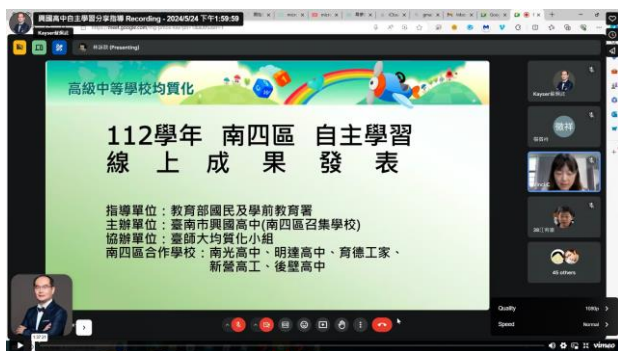 興國高中自主學習分享指導 Recording - 2024/5/24 下午1:59:59
(Presenting)
高級中等學校均質化
112學年 南四區 自主學習
線上成果發表
指導單位：教育部國民及學前教育署
主辦單位：臺南市興國高中(南四區召集學校)
協辦單位：臺師大均質化小組
南四區合作學校：南光高中、明達高中、育德工家、
新營高工、後壁高中
45 others
Quality
1080p
Speed
Normal
vimeo